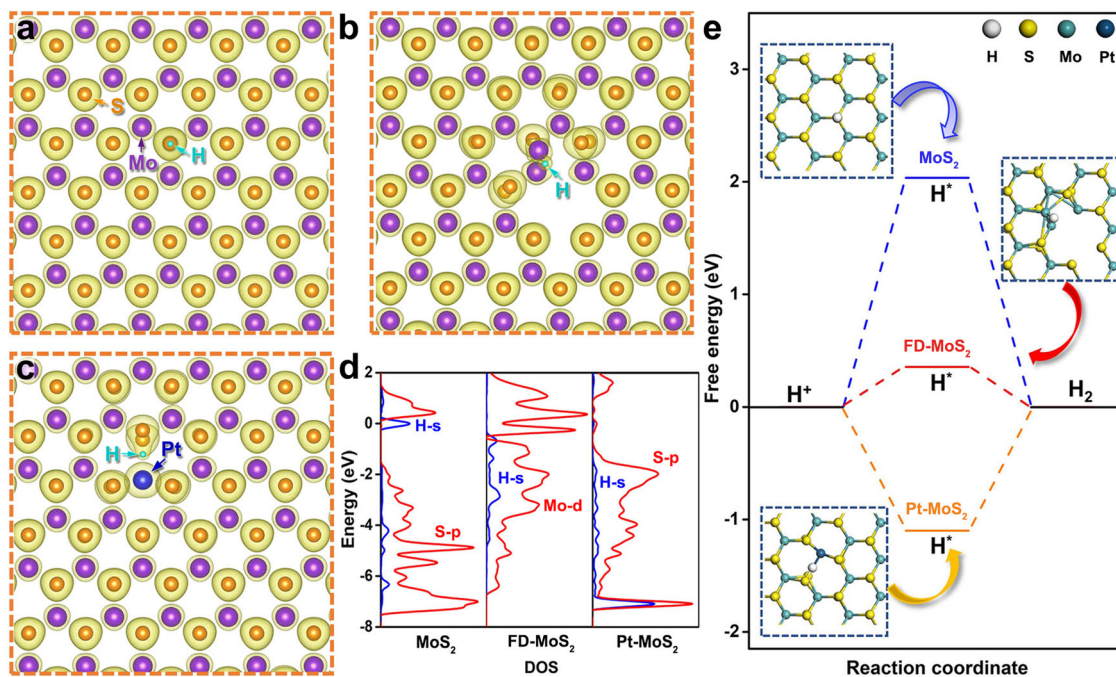 a
S
Mo
H
b
H
c
H
Pt
d
Energy (eV)
2
0
-2
-4
-6
-8
H-s
S-p
H-s
Mo-d
S-p
H-s
MoS₂
FD-MoS₂
Pt-MoS₂
DOS
e
Free energy (eV)
3
2
1
0
-1
-2
H
S
Mo
Pt
MoS₂
H*
FD-MoS₂
H*
H⁺
H₂
Pt-MoS₂
H*
Reaction coordinate